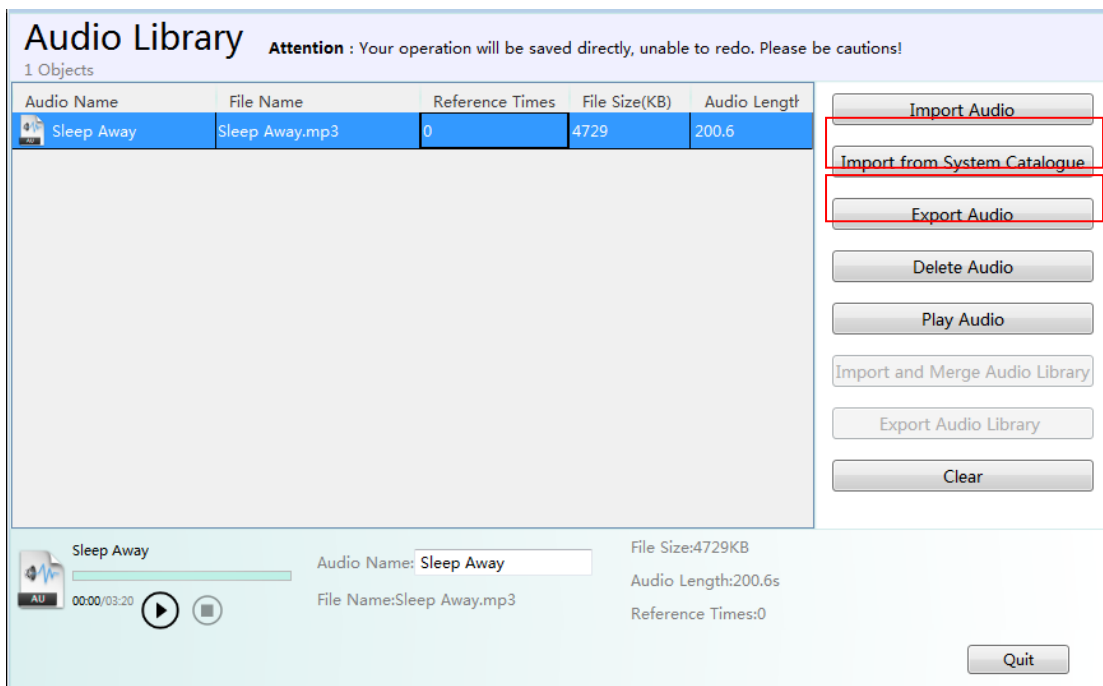 Audio Library Attention : Your operation will be saved directly, unable to redo. Please be cautions!
1 Objects
Audio Name File Name Reference Times File Size(KB) Audio Length
AU Sleep Away Sleep Away.mp3 0 4729 200.6
Import Audio
Import from System Catalogue
Export Audio
Delete Audio
Play Audio
Import and Merge Audio Library
Export Audio Library
Clear
Sleep Away
AU
00:00/03:20
Audio Name: Sleep Away
File Name:Sleep Away.mp3
File Size:4729KB
Audio Length:200.6s
Reference Times:0
Quit